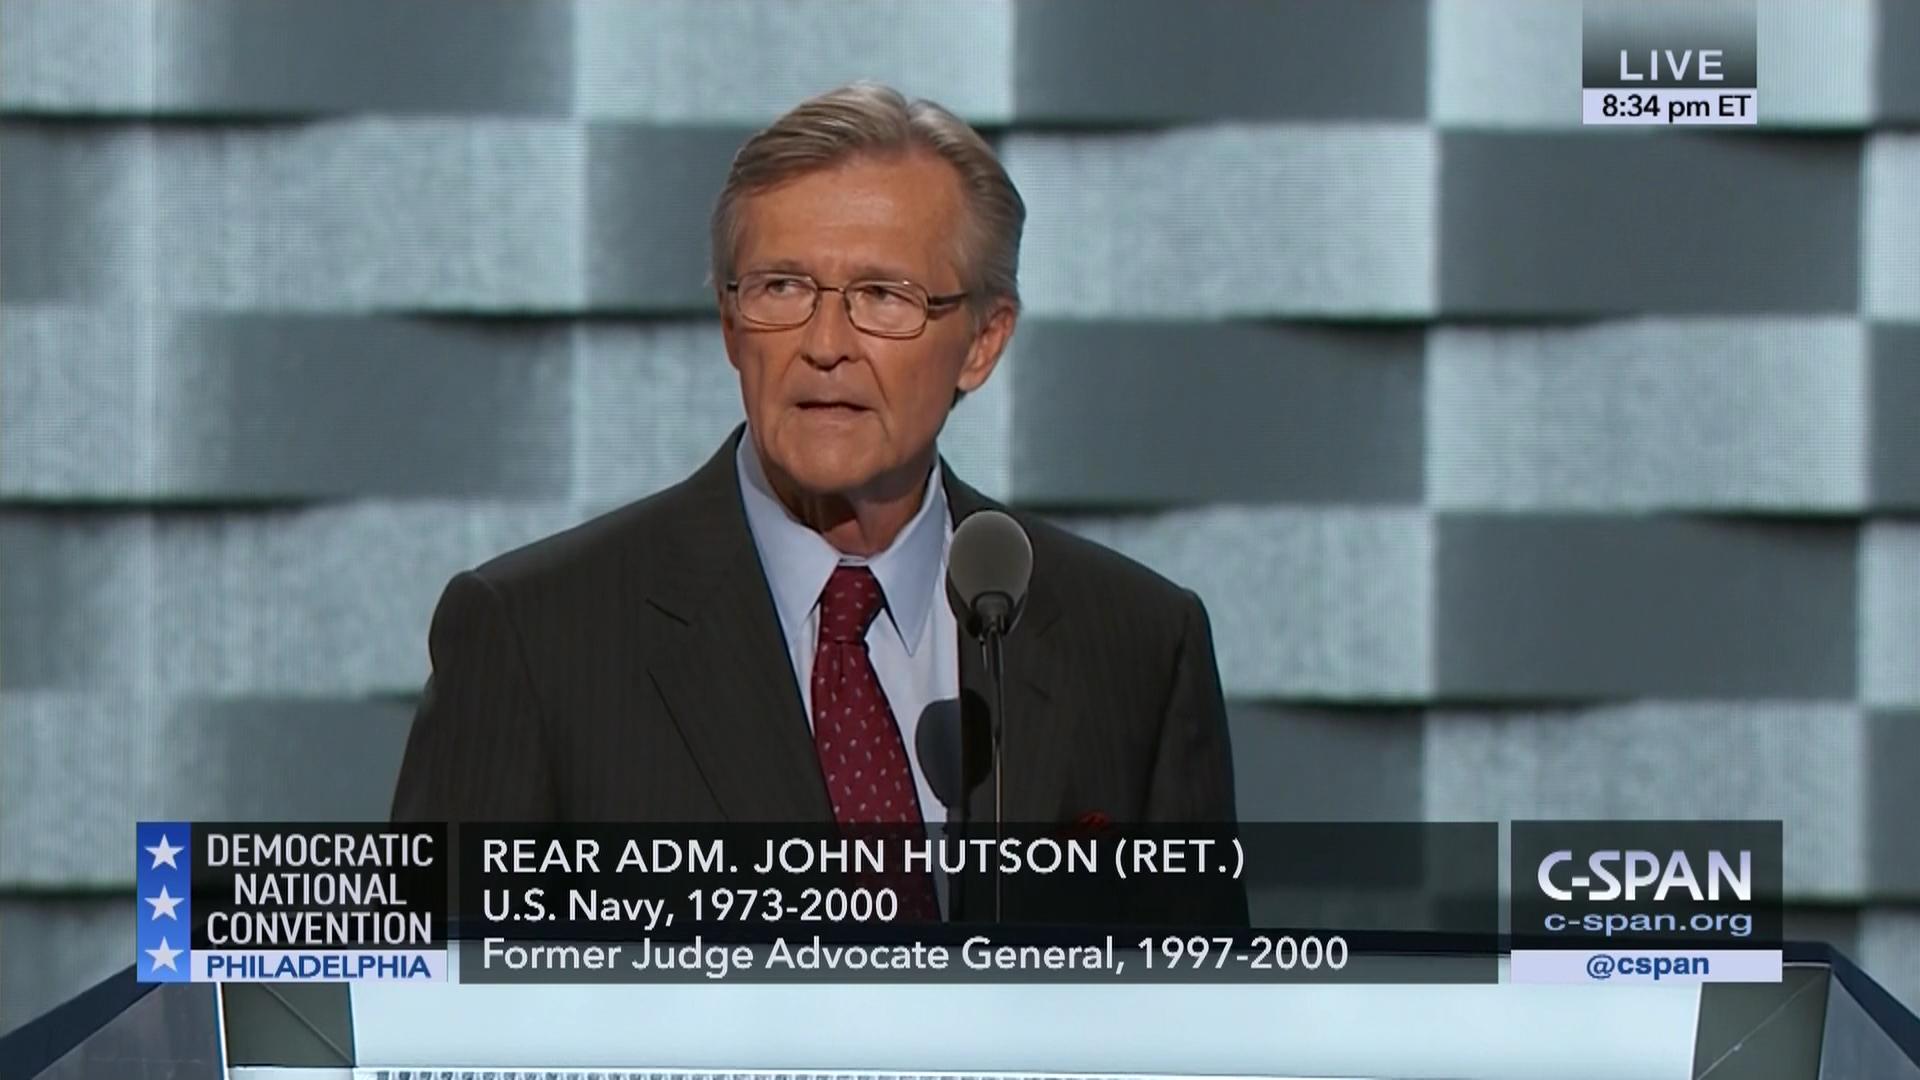 LIVE
8:34 pm ET
DEMOCRATIC
NATIONAL
CONVENTION
PHILADELPHIA
REAR ADM. JOHN HUTSON (RET.)
U.S. Navy, 1973-2000
Former Judge Advocate General, 1997-2000
C-SPAN
c-span.org
@cspan